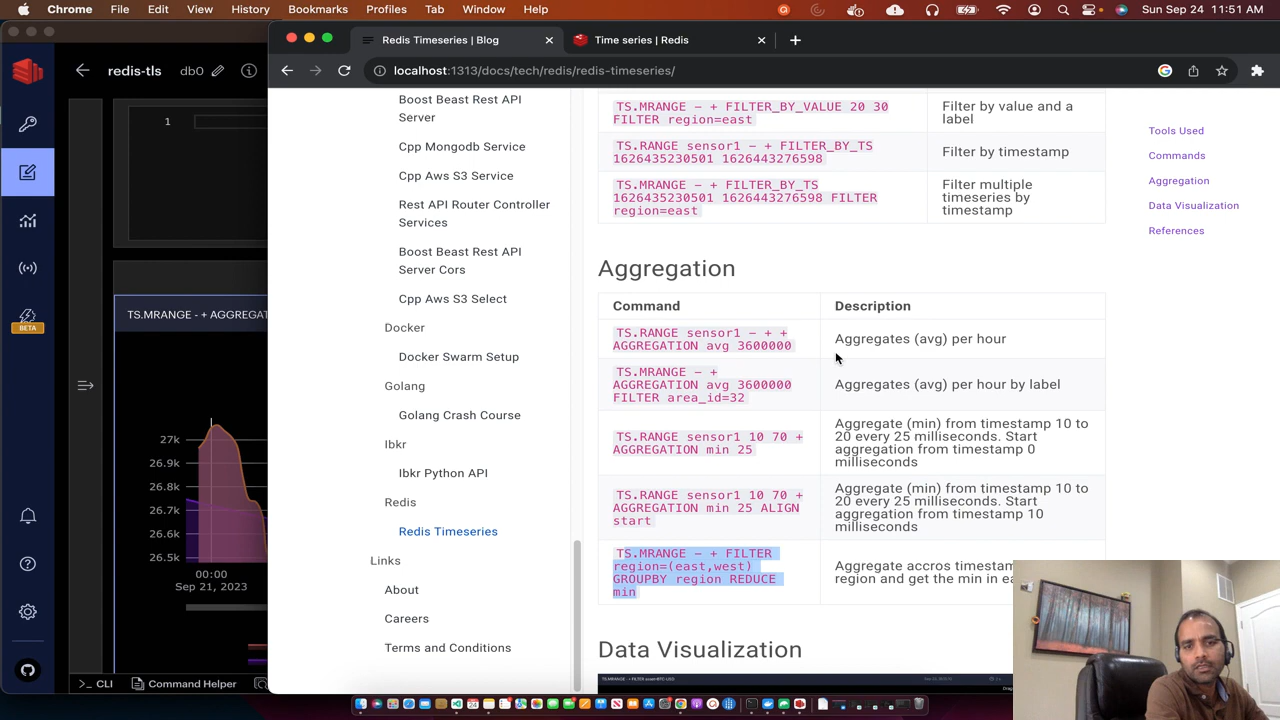 Chrome File Edit View History Bookmarks Profiles Tab Window Help Sun Sep 24 11:51 AM
redis-tls db0
Redis Timeseries | Blog
Time series | Redis
localhost:1313/docs/tech/redis/redis-timeseries/
1
TS.MRANGE - + AGGREGAT
BETA
27k
26.9k
26.8k
26.7k
26.6k
26.5k
00:00
Sep 21, 2023
>_ CLI Command Helper
Boost Beast Rest API
Server
Cpp Mongodb Service
Cpp Aws S3 Service
Rest API Router Controller
Services
Boost Beast Rest API
Server Cors
Cpp Aws S3 Select
Docker
Docker Swarm Setup
Golang
Golang Crash Course
Ibkr
Ibkr Python API
Redis
Redis Timeseries
Links
About
Careers
Terms and Conditions
TS.MRANGE - + FILTER_BY_VALUE 20 30
FILTER region=east
Filter by value and a
label
TS.RANGE sensor1 - + FILTER_BY_TS
1626435230501 1626443276598
Filter by timestamp
TS.MRANGE - + FILTER_BY_TS
1626435230501 1626443276598 FILTER
region=east
Filter multiple
timeseries by
timestamp
Aggregation
Command Description
TS.RANGE sensor1 - + +
AGGREGATION avg 3600000
Aggregates (avg) per hour
TS.MRANGE - +
AGGREGATION avg 3600000
FILTER area_id=32
Aggregates (avg) per hour by label
TS.RANGE sensor1 10 70 +
AGGREGATION min 25
Aggregate (min) from timestamp 10 to
20 every 25 milliseconds. Start
aggregation from timestamp 0
milliseconds
TS.RANGE sensor1 10 70 +
AGGREGATION min 25 ALIGN
start
Aggregate (min) from timestamp 10 to
20 every 25 milliseconds. Start
aggregation from timestamp 10
milliseconds
TS.MRANGE - + FILTER
region=(east,west)
GROUPBY region REDUCE
min
Aggregate accros timestam
region and get the min in ea
Data Visualization
Tools Used
Commands
Aggregation
Data Visualization
References